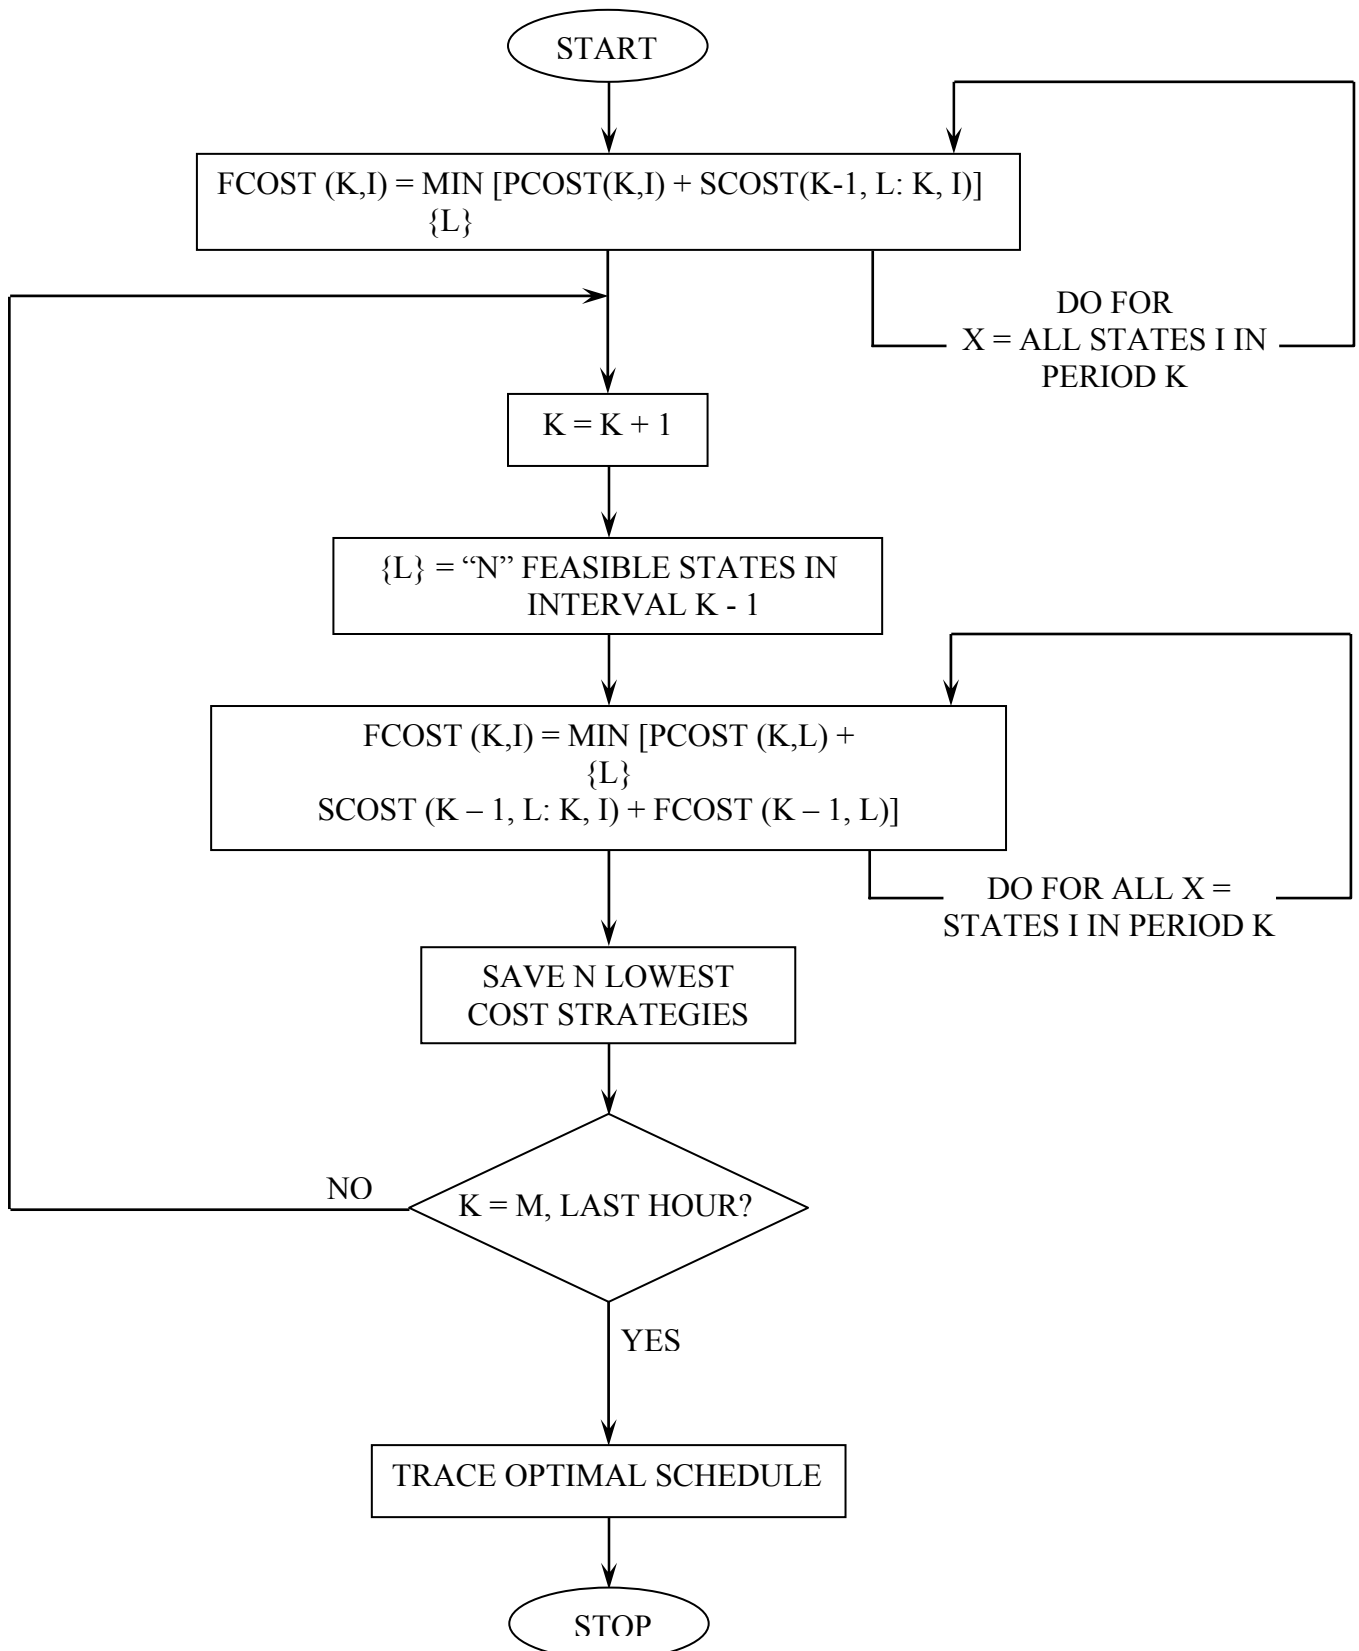 START
FCOST (K,I) = MIN [PCOST(K,I) + SCOST(K-1, L: K, I)]
{L}
DO FOR
X = ALL STATES I IN
PERIOD K
K = K + 1
{L} = “N” FEASIBLE STATES IN
INTERVAL K - 1
FCOST (K,I) = MIN [PCOST (K,L) +
{L}
SCOST (K – 1, L: K, I) + FCOST (K – 1, L)]
DO FOR ALL X =
STATES I IN PERIOD K
SAVE N LOWEST
COST STRATEGIES
NO
K = M, LAST HOUR?
YES
TRACE OPTIMAL SCHEDULE
STOP